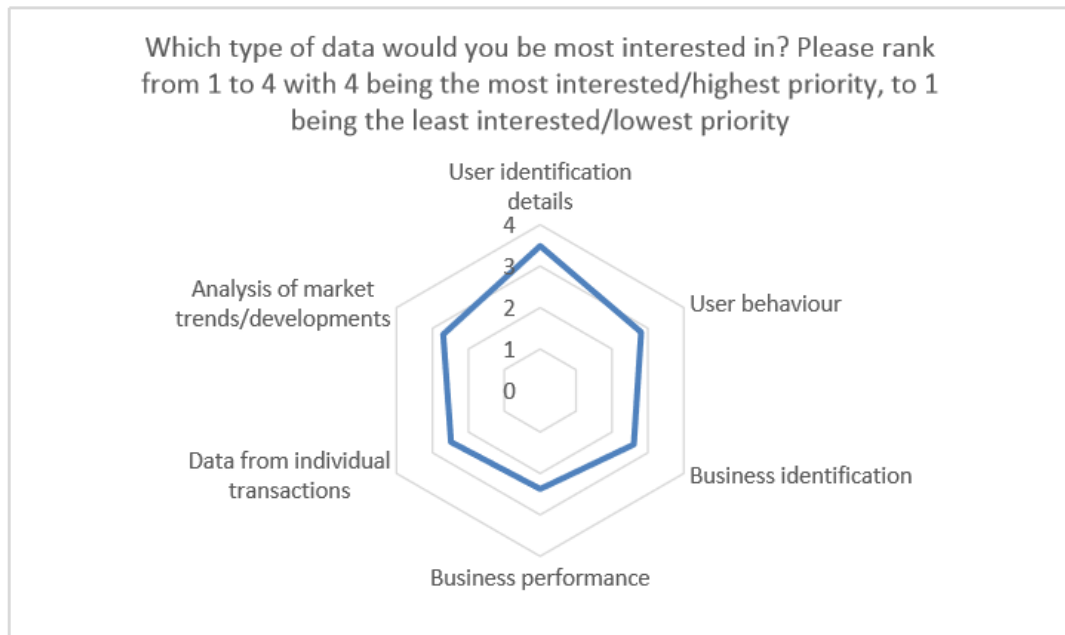 Which type of data would you be most interested in? Please rank
from 1 to 4 with 4 being the most interested/highest priority, to 1
being the least interested/lowest priority
User identification
details
4
3
2
1
0
User behaviour
Business identification
Business performance
Data from individual
transactions
Analysis of market
trends/developments